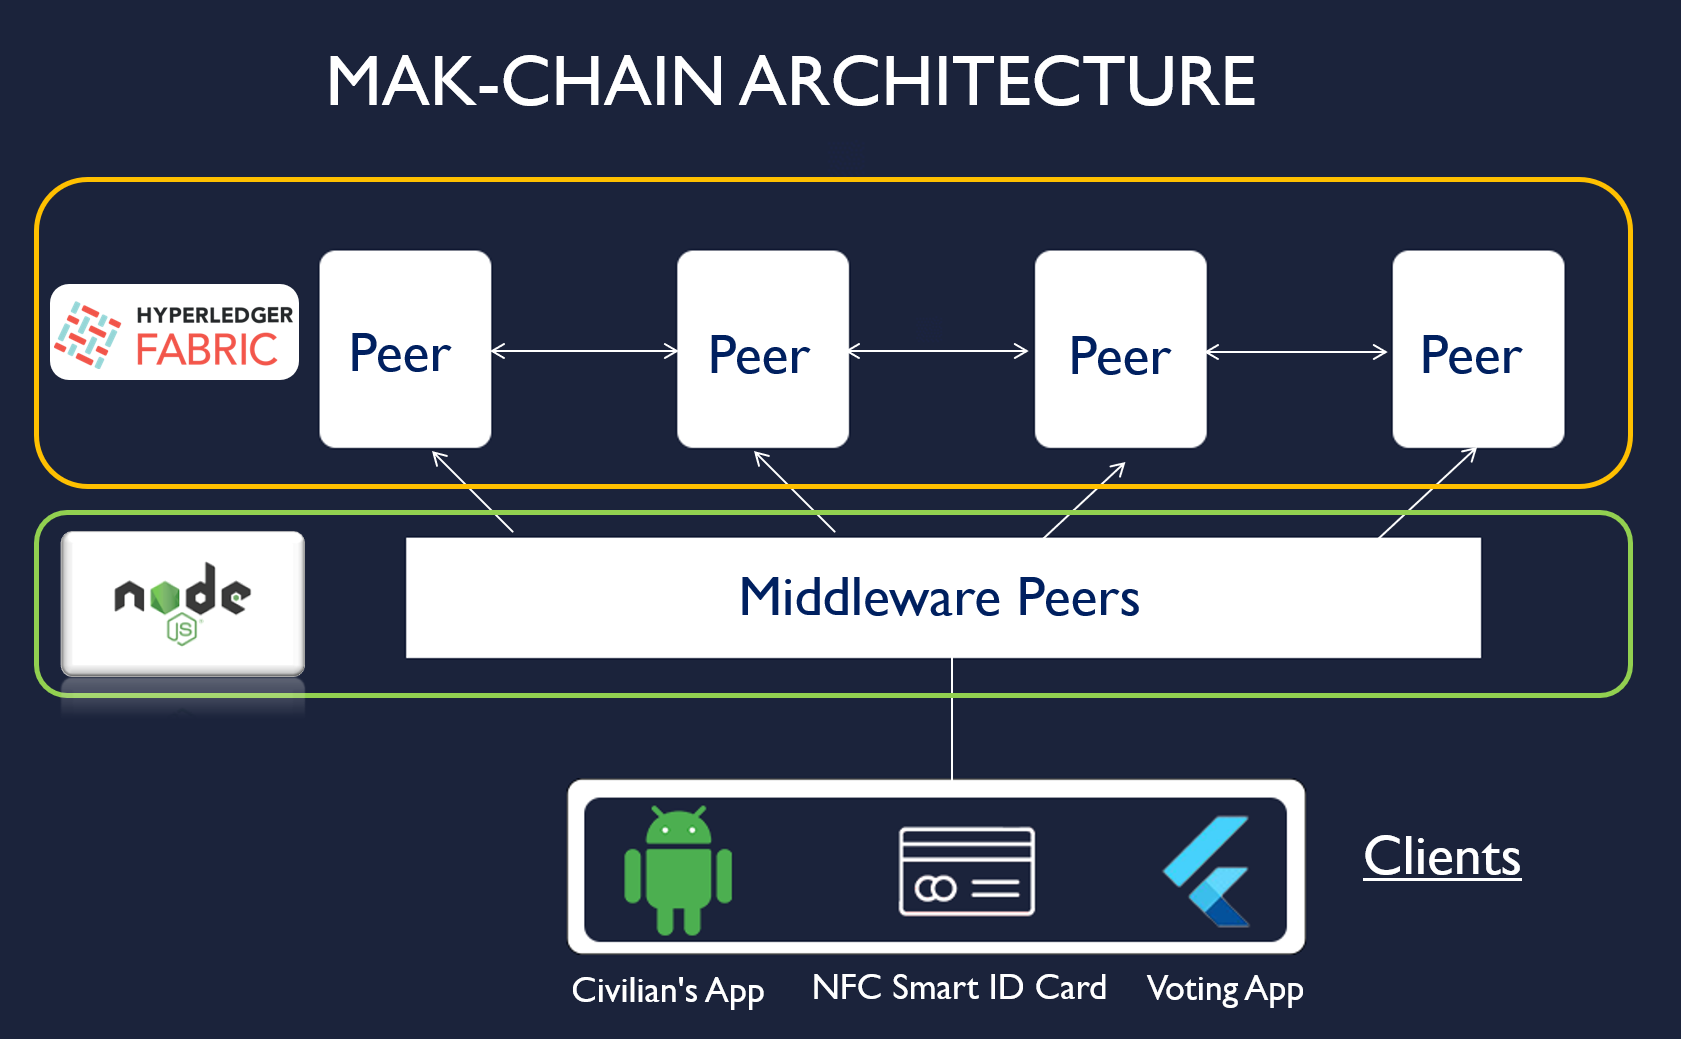 MAK-CHAIN ARCHITECTURE
HYPERLEDGER
FABRIC
Peer
Peer
Peer
Peer
node
JS
Middleware Peers
Clients
Civilian's App
NFC Smart ID Card
Voting App